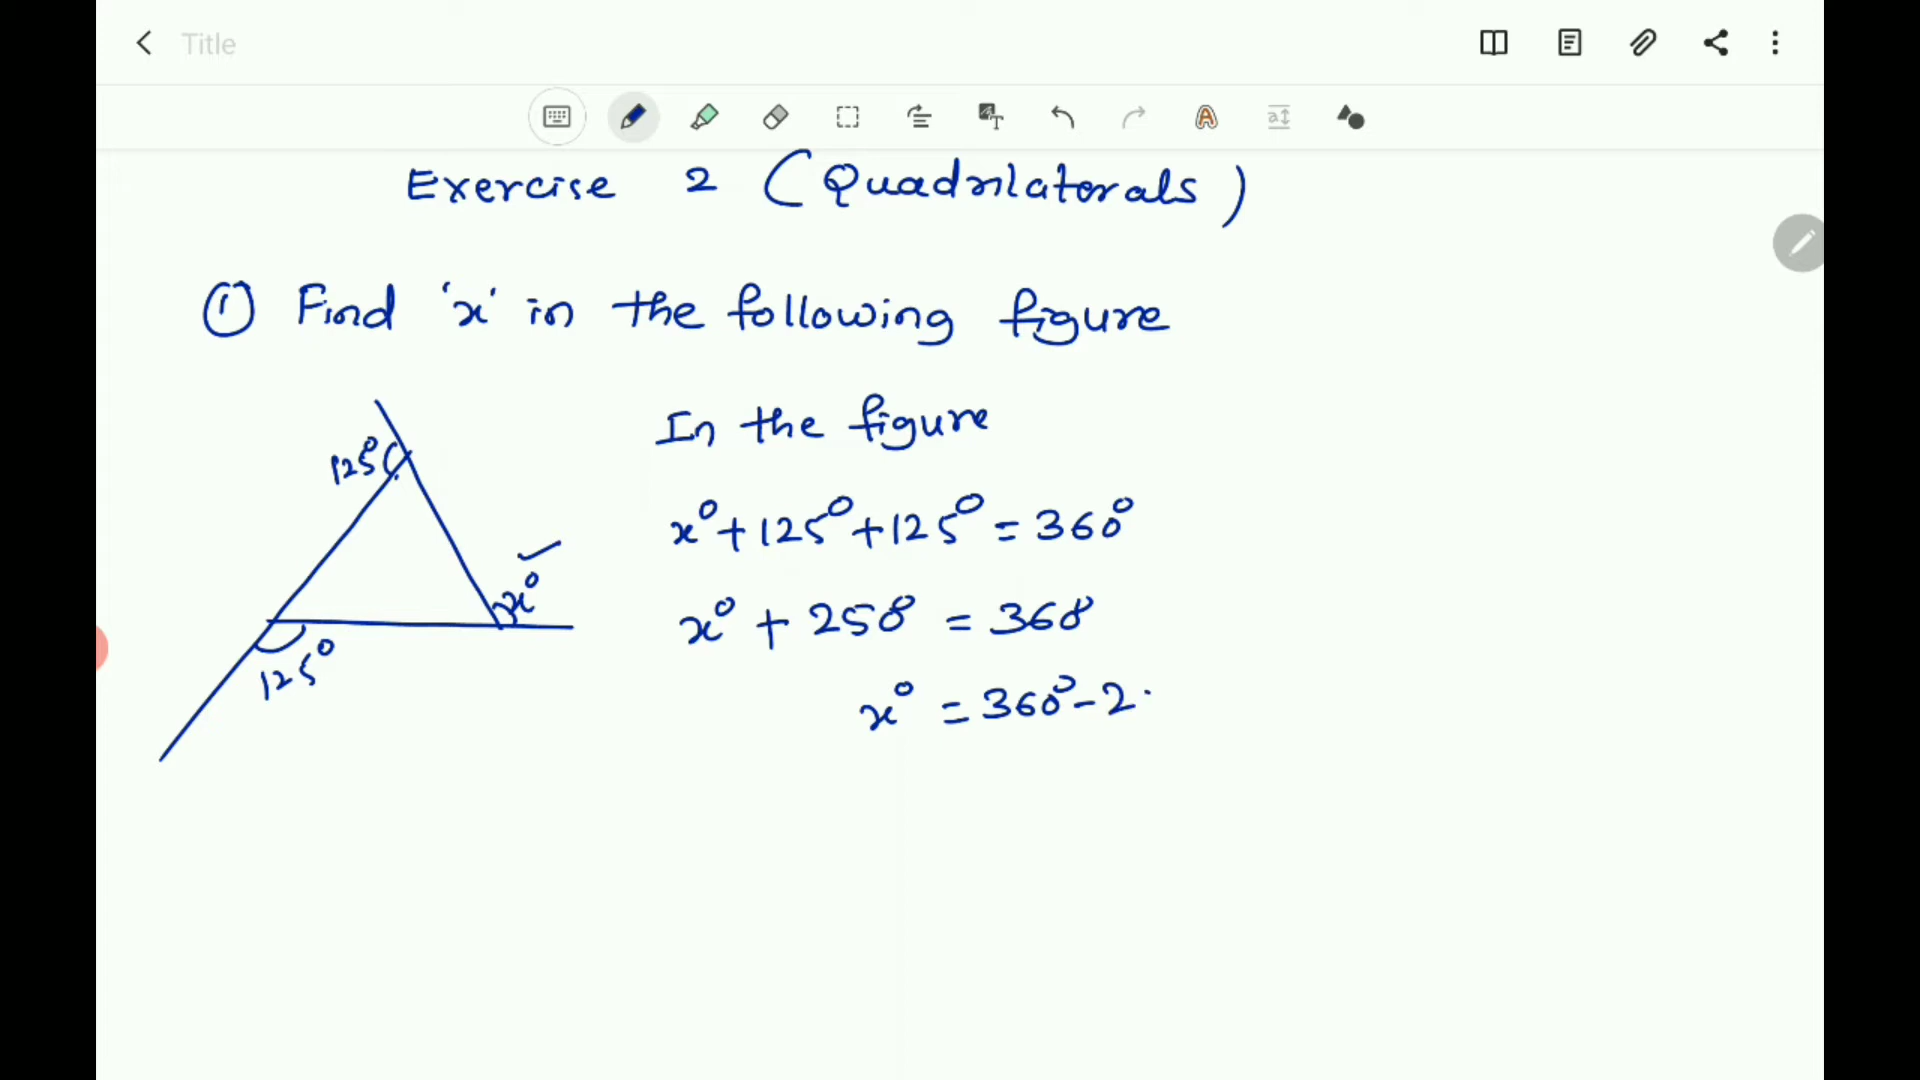 Title
Exercise 2 (Quadrilaterals)
① Find 'x' in the following figure
In the figure
125°
x°+125°+125°=360°
x°
x° + 250° = 360°
125°
x° = 360°-2